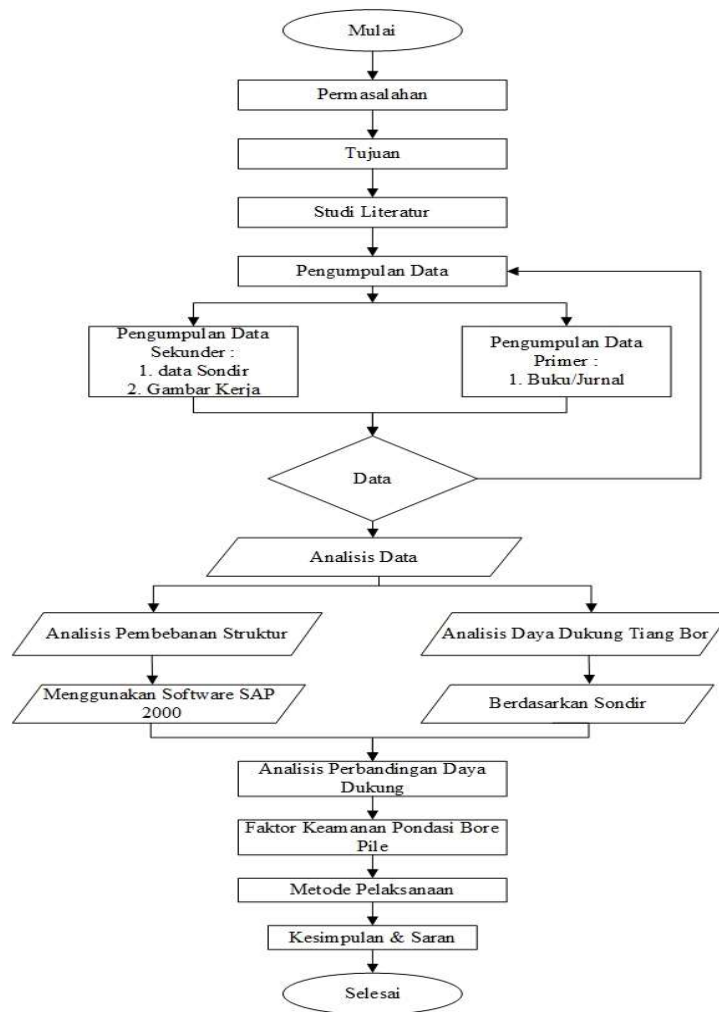 Mulai
Permasalahan
Tujuan
Studi Literatur
Pengumpulan Data
Pengumpulan Data
Sekunder :
1. data Sondir
2. Gambar Kerja
Pengumpulan Data
Primer :
1. Buku/Jurnal
Data
Analisis Data
Analisis Pembebanan Struktur
Analisis Daya Dukung Tiang Bor
Menggunakan Software SAP
2000
Berdasarkan Sondir
Analisis Perbandingan Daya
Dukung
Faktor Keamanan Pondasi Bore
Pile
Metode Pelaksanaan
Kesimpulan & Saran
Selesai